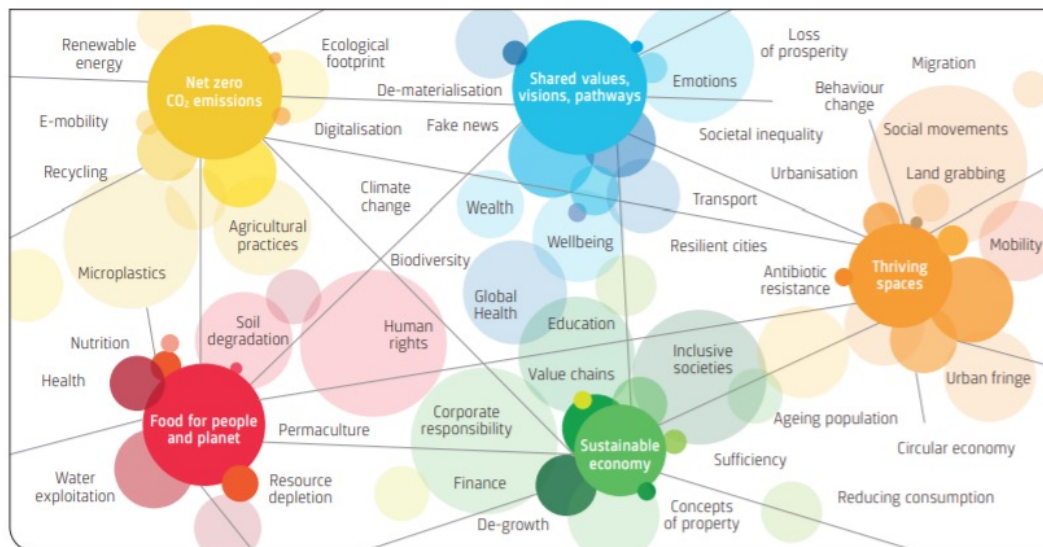 Renewable
energy
Net zero
CO₂ emissions
Ecological
footprint
De-materialisation
Shared values,
visions, pathways
Emotions
Loss
of prosperity
Migration
Behaviour
change
E-mobility
Digitalisation
Fake news
Societal inequality
Social movements
Recycling
Climate
change
Wealth
Transport
Urbanisation
Land grabbing
Agricultural
practices
Wellbeing
Resilient cities
Mobility
Microplastics
Biodiversity
Global
Health
Antibiotic
resistance
Thriving
spaces
Nutrition
Soil
degradation
Human
rights
Education
Inclusive
societies
Health
Value chains
Urban fringe
Food for people
and planet
Permaculture
Corporate
responsibility
Sustainable
economy
Ageing population
Circular economy
Water
exploitation
Resource
depletion
Finance
Sufficiency
De-growth
Concepts
of property
Reducing consumption